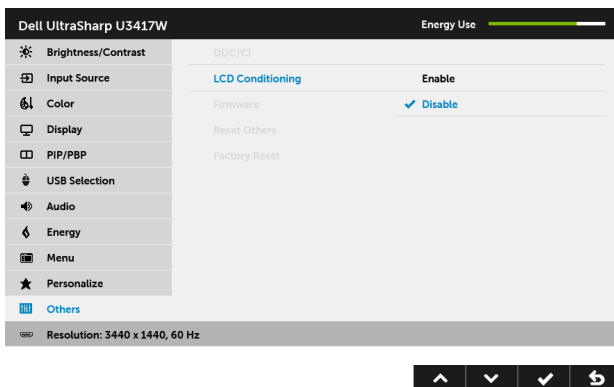 Dell UltraSharp U3417W
Energy Use
Brightness/Contrast
DDC/CI
Input Source
LCD Conditioning
Enable
Color
Firmware
Disable
Display
Reset Others
PIP/PBP
Factory Reset
USB Selection
Audio
Energy
Menu
Personalize
Others
Resolution: 3440 x 1440, 60 Hz